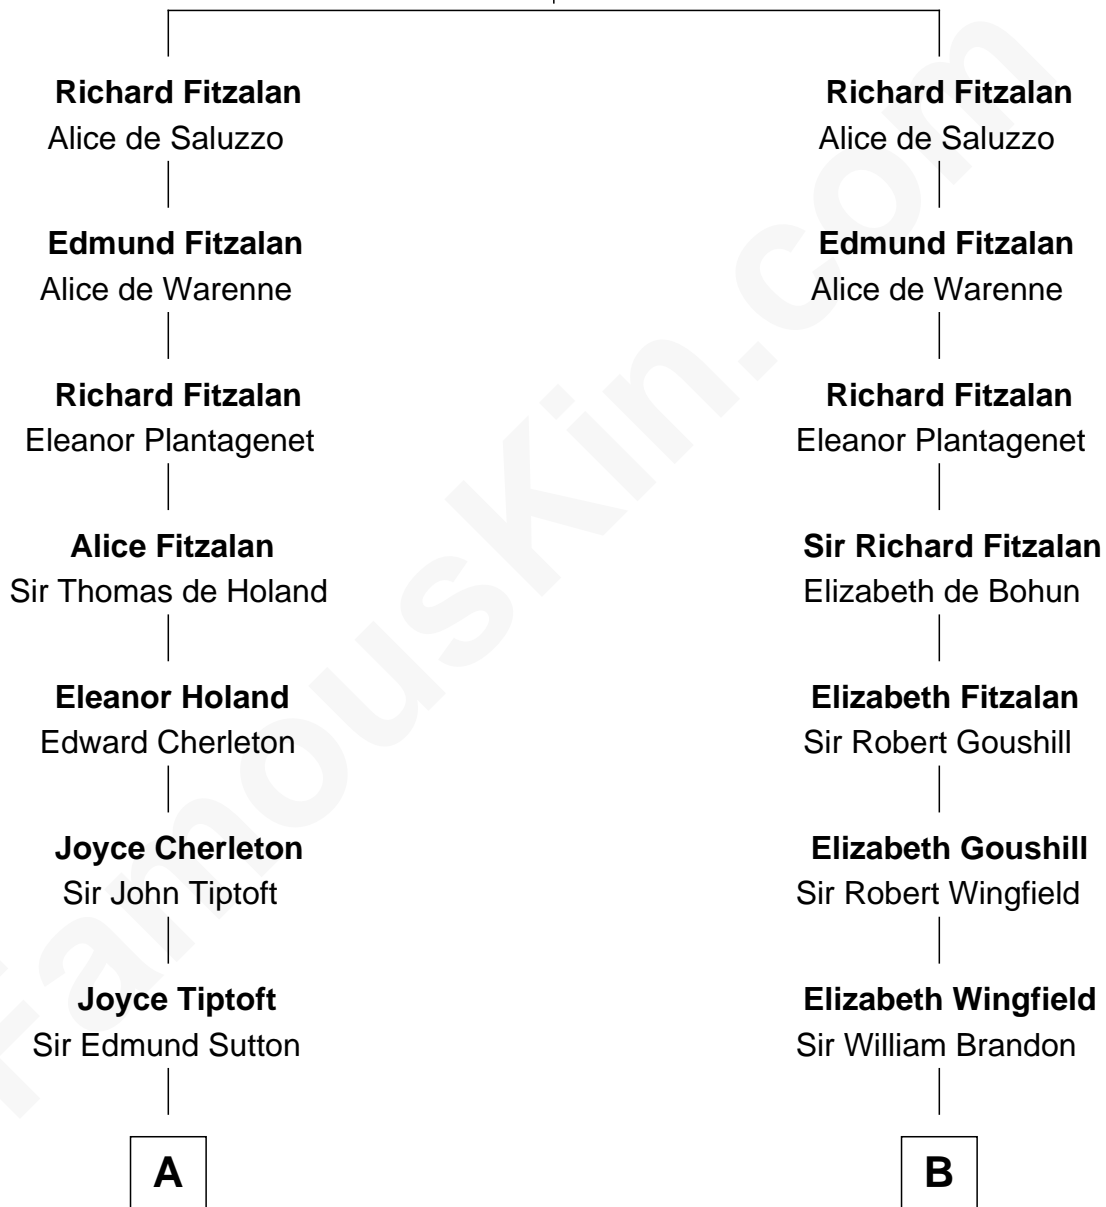 Richard Fitzalan
Alice de Saluzzo
Edmund Fitzalan
Alice de Warenne
Richard Fitzalan
Eleanor Plantagenet
Alice Fitzalan
Sir Thomas de Holand
Eleanor Holand
Edward Cherleton
Joyce Cherleton
Sir John Tiptoft
Joyce Tiptoft
Sir Edmund Sutton
A
Richard Fitzalan
Alice de Saluzzo
Edmund Fitzalan
Alice de Warenne
Richard Fitzalan
Eleanor Plantagenet
Sir Richard Fitzalan
Elizabeth de Bohun
Elizabeth Fitzalan
Sir Robert Goushill
Elizabeth Goushill
Sir Robert Wingfield
Elizabeth Wingfield
Sir William Brandon
B
FamousKin.com